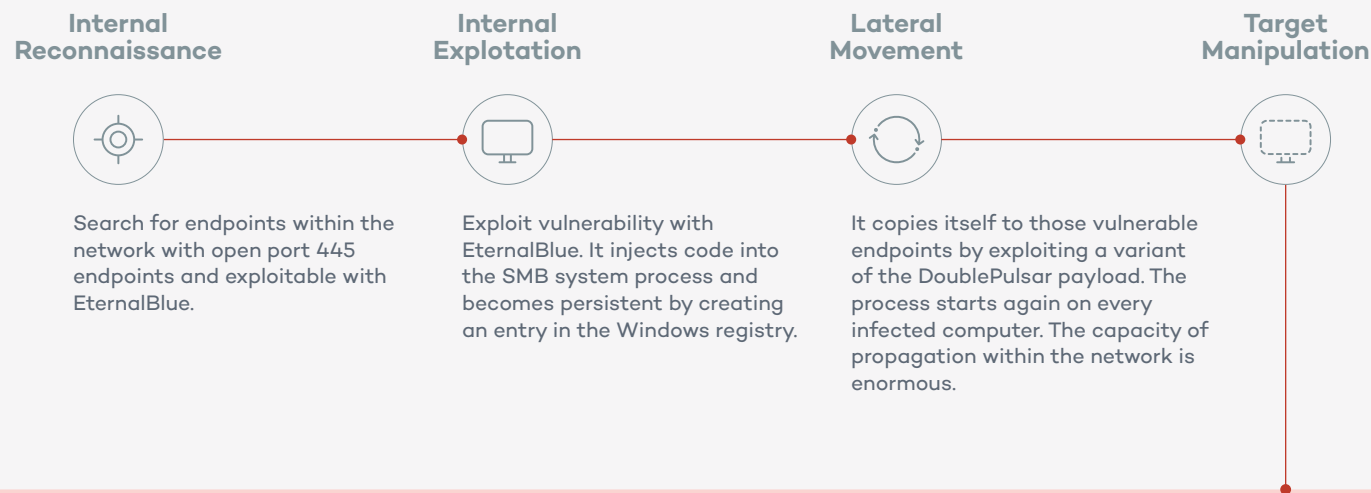 Internal
Reconnaissance
Internal
Explotation
Lateral
Movement
Target
Manipulation
Search for endpoints within the
network with open port 445
endpoints and exploitable with
EternalBlue.
Exploit vulnerability with
EternalBlue. It injects code into
the SMB system process and
becomes persistent by creating
an entry in the Windows registry.
It copies itself to those vulnerable
endpoints by exploiting a variant
of the DoublePulsar payload. The
process starts again on every
infected computer. The capacity of
propagation within the network is
enormous.